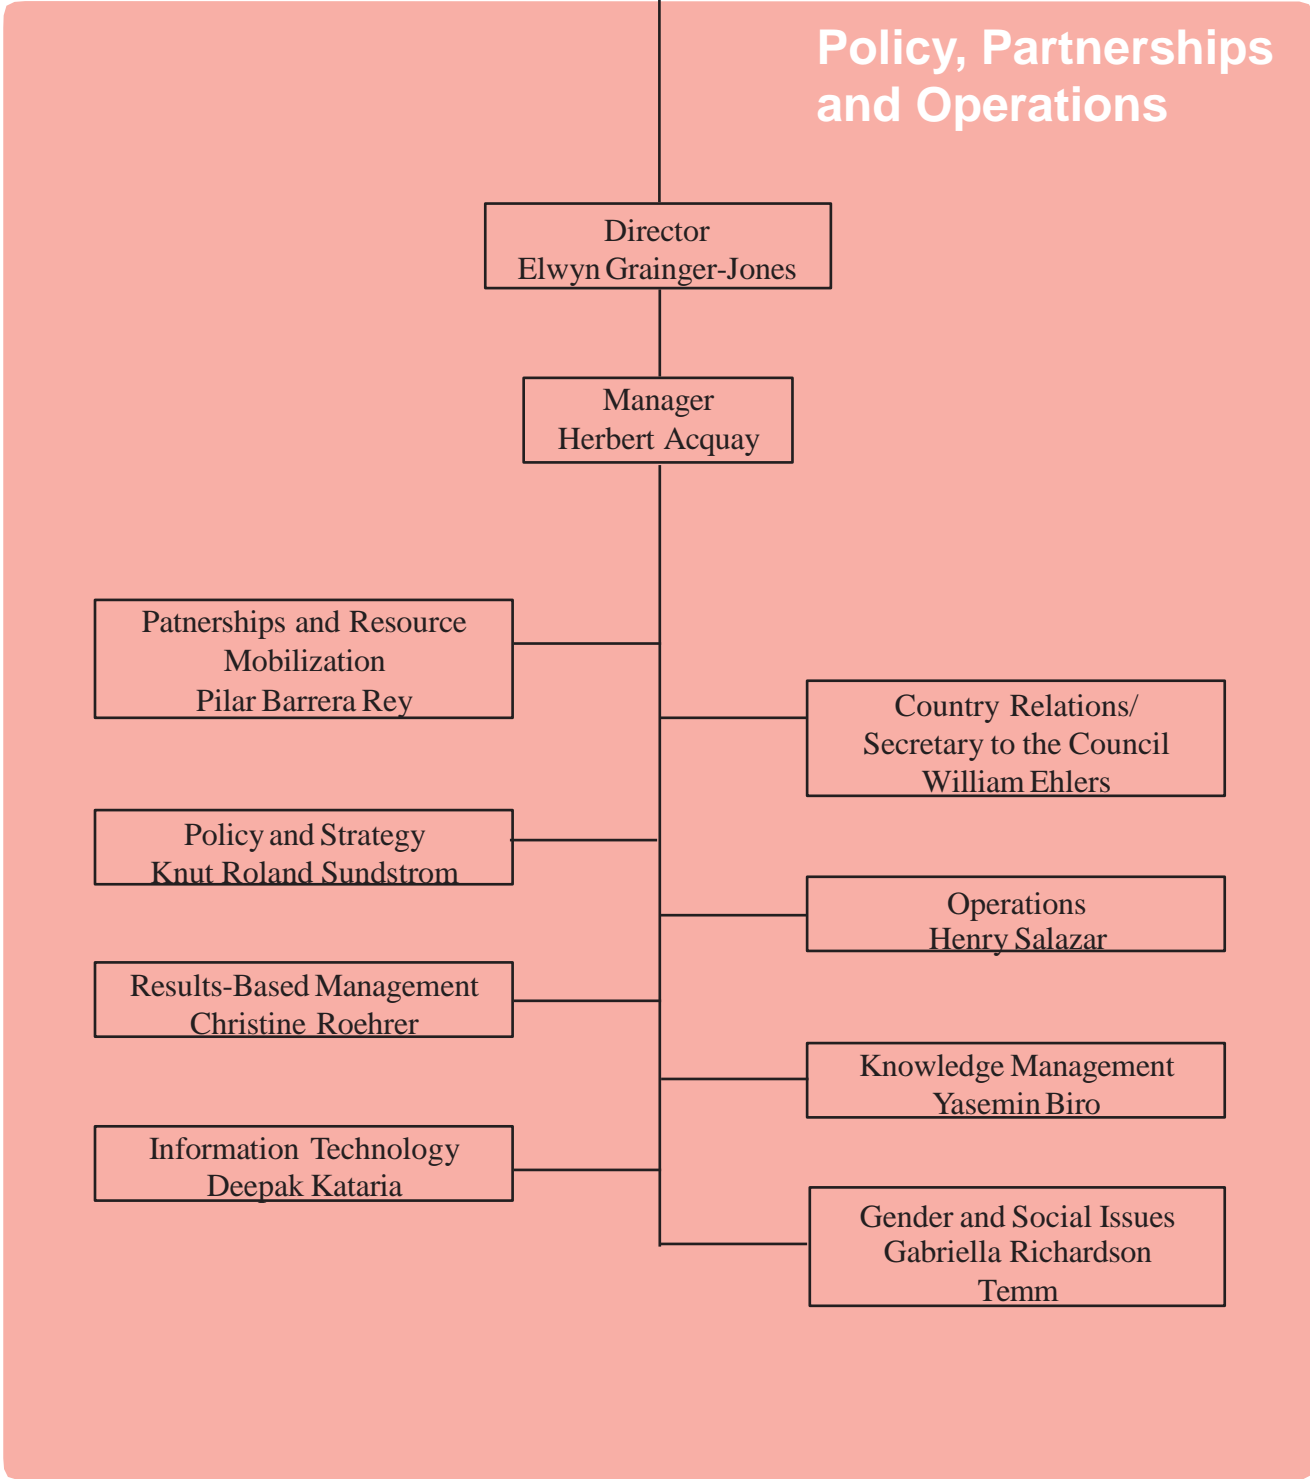 Policy, Partnerships
and Operations
Director
Elwyn Grainger-Jones
Manager
Herbert Acquay
Patnerships and Resource
Mobilization
Pilar Barrera Rey
Country Relations/
Secretary to the Council
William Ehlers
Policy and Strategy
Knut Roland Sundstrom
Operations
Henry Salazar
Results-Based Management
Christine Roehrer
Knowledge Management
Yasemin Biro
Information Technology
Deepak Kataria
Gender and Social Issues
Gabriella Richardson
Temm